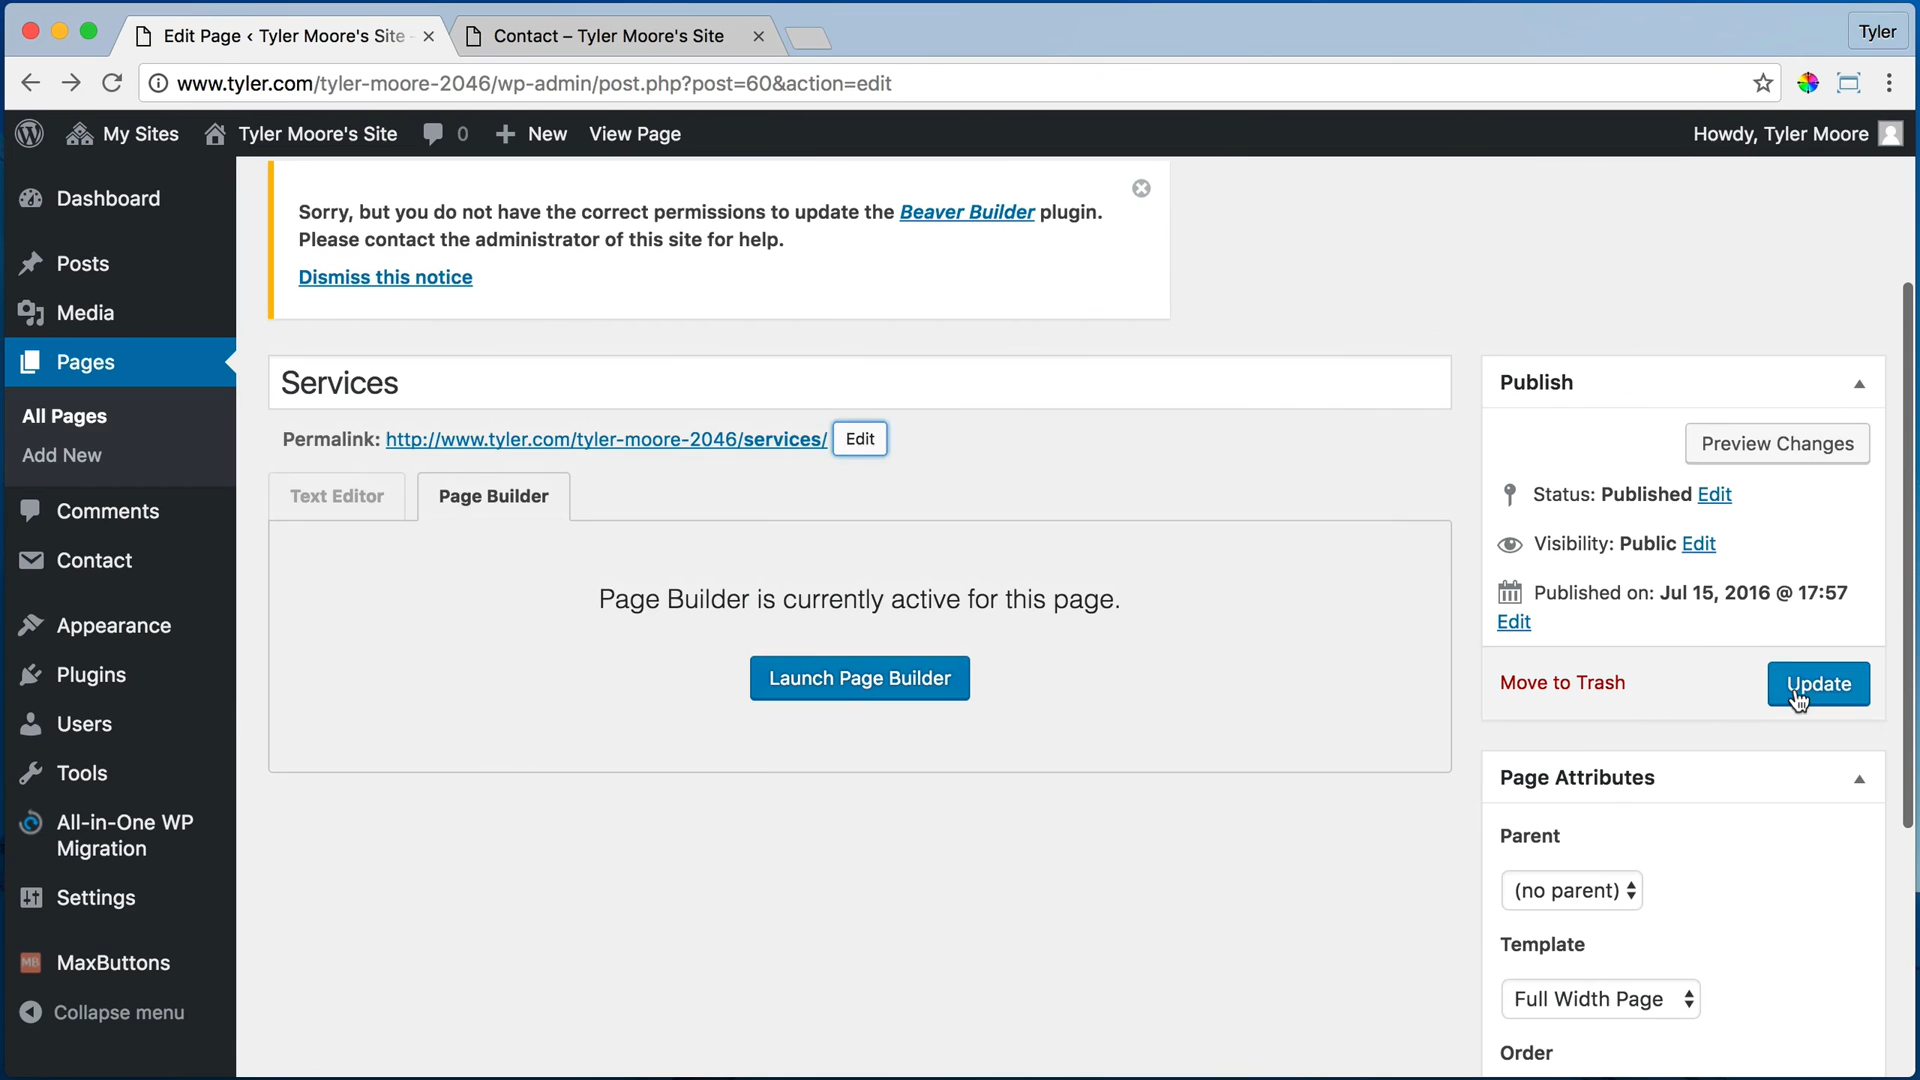 Edit Page ‹ Tyler Moore's Site -
Contact – Tyler Moore's Site
Tyler
www.tyler.com/tyler-moore-2046/wp-admin/post.php?post=60&action=edit
My Sites
Tyler Moore's Site
0
New
View Page
Howdy, Tyler Moore
Dashboard
Posts
Media
Pages
All Pages
Add New
Comments
Contact
Appearance
Plugins
Users
Tools
All-in-One WP
Migration
Settings
MB
MaxButtons
Collapse menu
Sorry, but you do not have the correct permissions to update the Beaver Builder plugin.
Please contact the administrator of this site for help.
Dismiss this notice
Services
Permalink: http://www.tyler.com/tyler-moore-2046/services/ Edit
Text Editor
Page Builder
Page Builder is currently active for this page.
Launch Page Builder
Publish
Preview Changes
Status: Published Edit
Visibility: Public Edit
Published on: Jul 15, 2016 @ 17:57
Edit
Move to Trash
Update
Page Attributes
Parent
(no parent)
Template
Full Width Page
Order